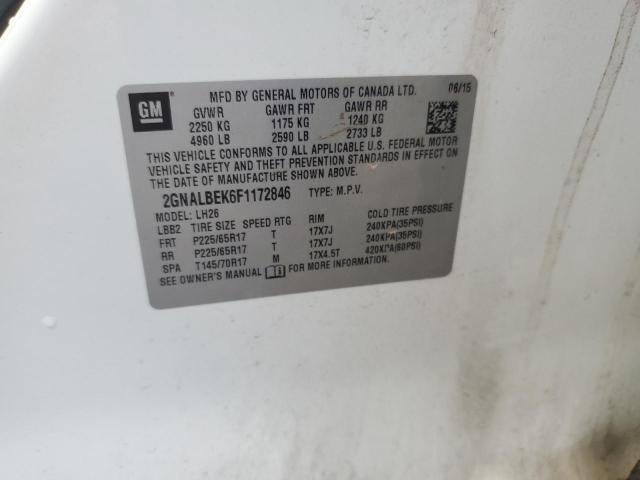 GM
MFD BY GENERAL MOTORS OF CANADA LTD. 06/15
GVWR GAWR FRT GAWR RR
2250 KG 1175 KG 1240 KG
4960 LB 2590 LB 2733 LB
THIS VEHICLE CONFORMS TO ALL APPLICABLE U.S. FEDERAL MOTOR
VEHICLE SAFETY AND THEFT PREVENTION STANDARDS IN EFFECT ON
THE DATE OF MANUFACTURE SHOWN ABOVE.
2GNALBEK6F1172846 TYPE: M.P.V.
MODEL: LH26
LBB2 TIRE SIZE SPEED RTG RIM COLD TIRE PRESSURE
FRT P225/65R17 T 17X7J 240KPA(35PSI)
RR P225/65R17 T 17X7J 240KPA(35PSI)
SPA T145/70R17 M 17X4.5T 420KPA(60PSI)
SEE OWNER'S MANUAL FOR MORE INFORMATION.